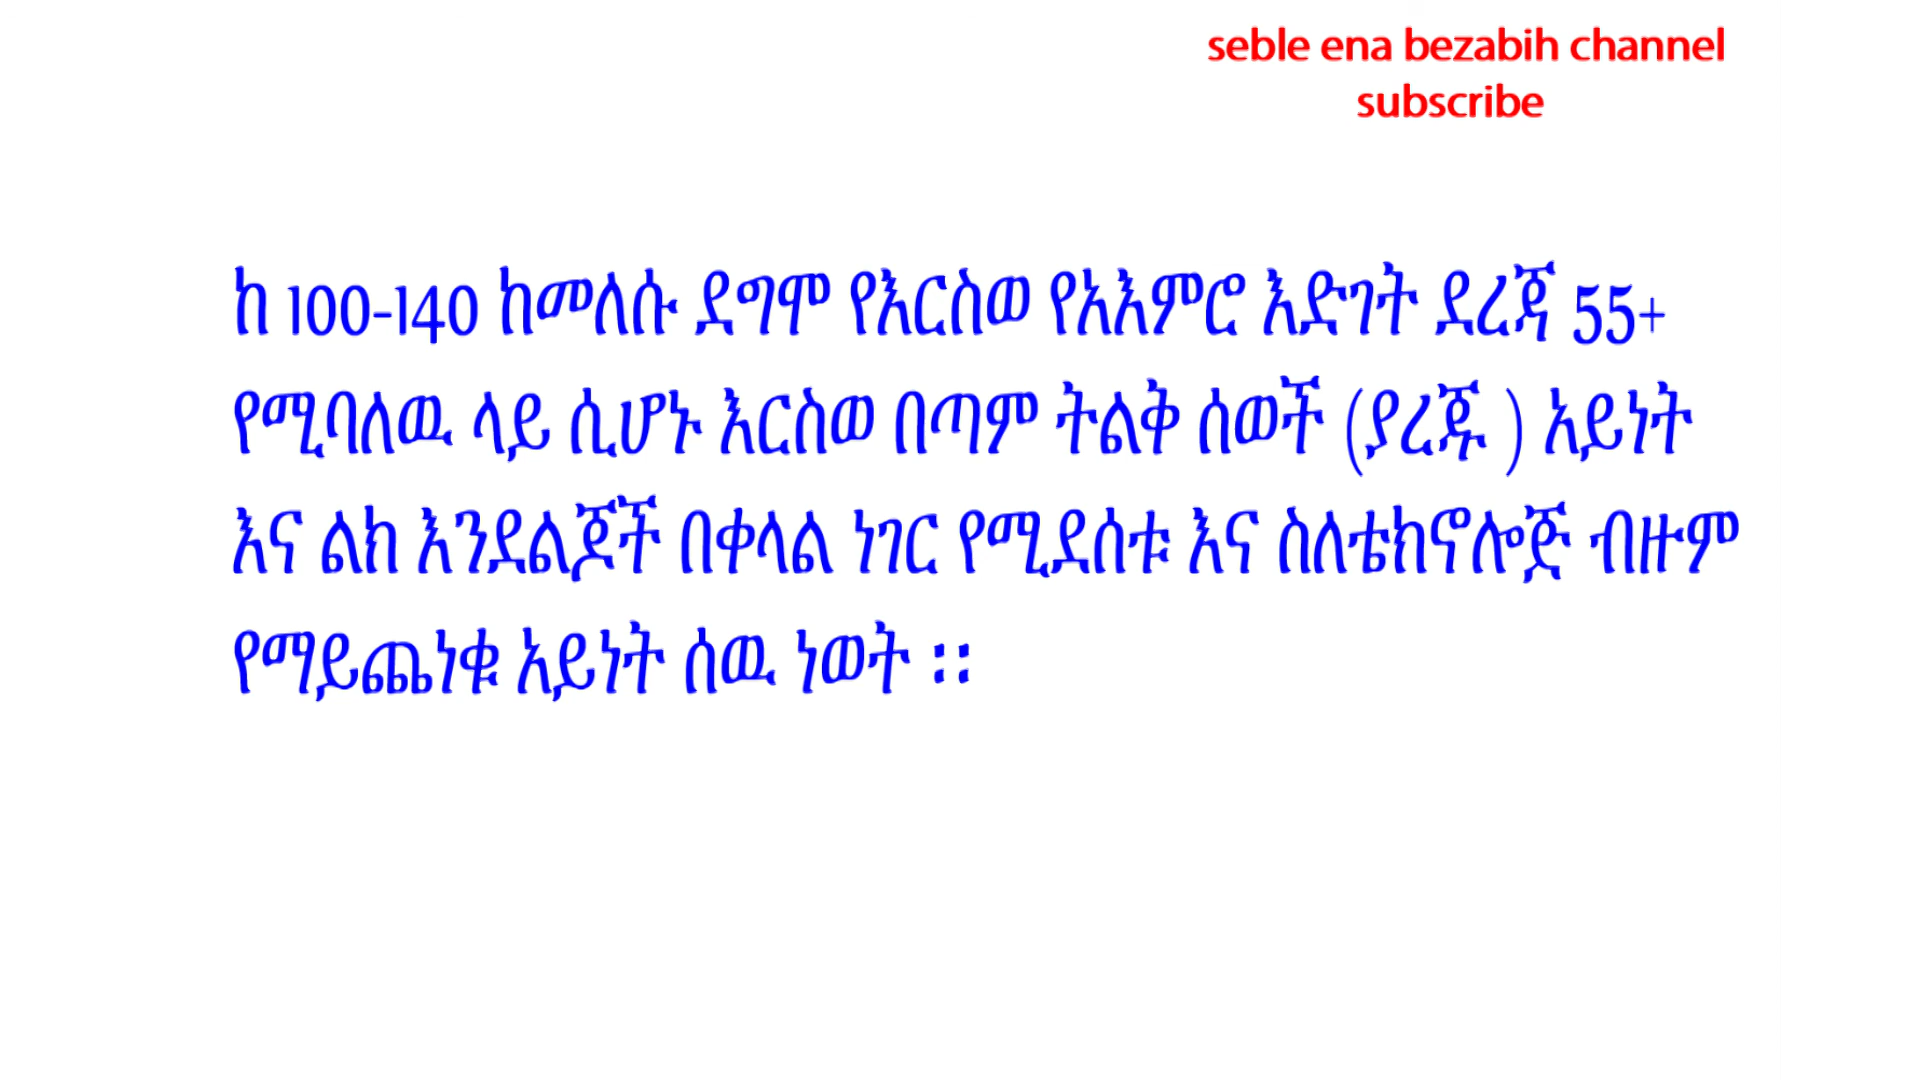 seble ena bezabih channel
subscribe
ከ 100-140 ከመለሱ ደግሞ የእርስወ የአእምሮ እድገት ደረጃ 55+
የሚባለዉ ላይ ሲሆኑ እርስወ በጣም ትልቅ ሰወች (ያረጁ ) አይነት
እና ልክ እንደልጆች በቀላል ነገር የሚደሰቱ እና ስለቴክኖሎጅ ብዙም
የማይጨነቁ አይነት ሰዉ ነወት ፡፡